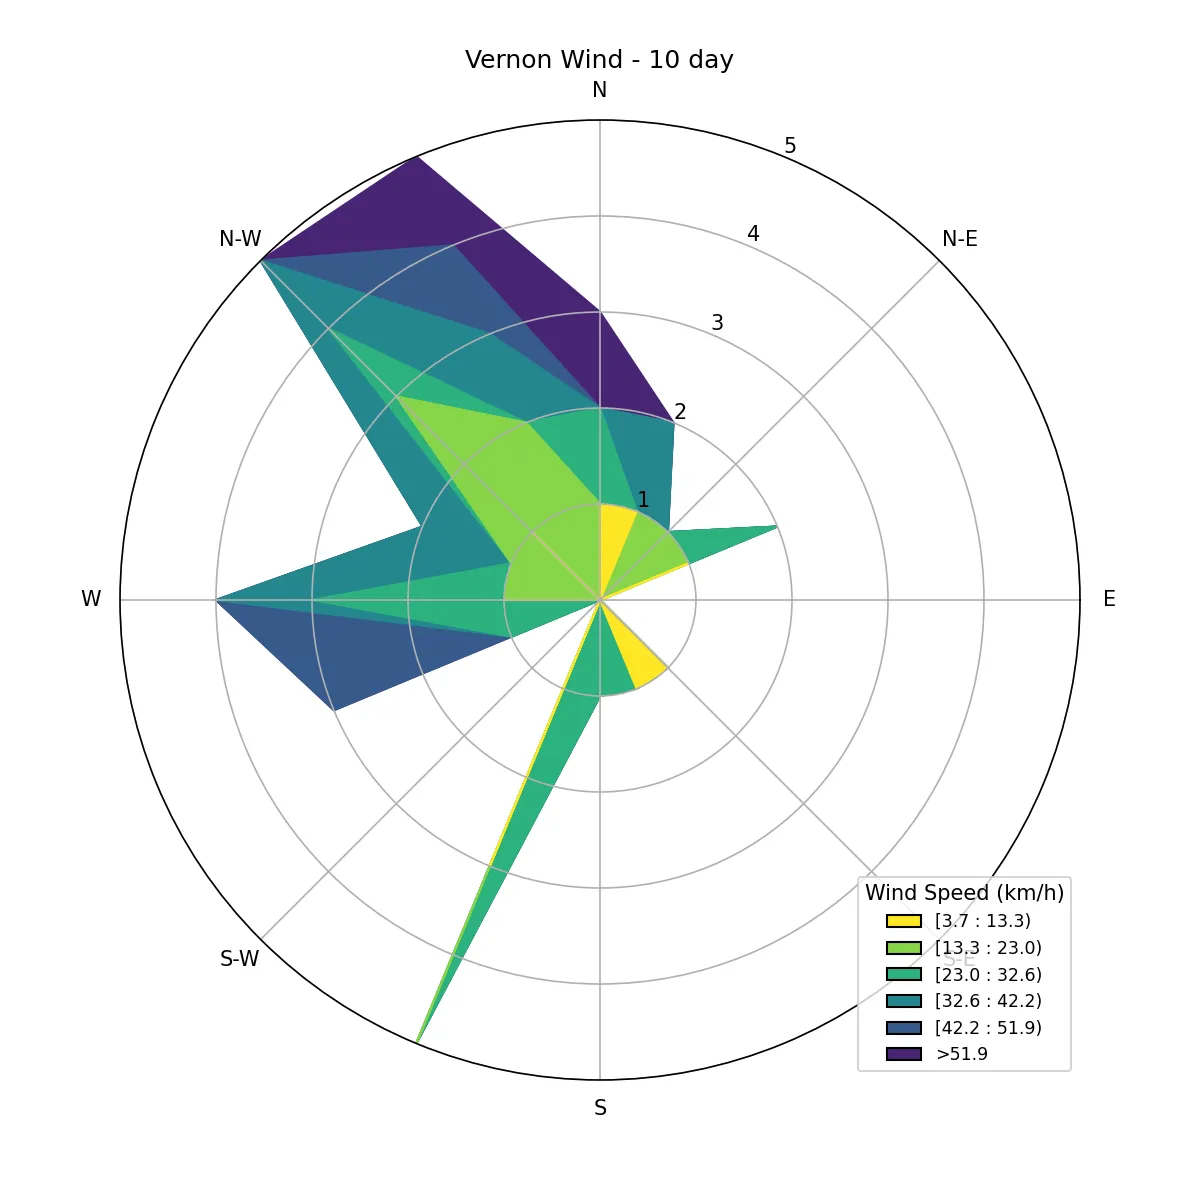 Vernon Wind - 10 day
N
5
N-W
N-E
4
3
2
1
W
E
Wind Speed (km/h)
[3.7 : 13.3)
[13.3 : 23.0)
S-W
S-E
[23.0 : 32.6)
[32.6 : 42.2)
[42.2 : 51.9)
>51.9
S